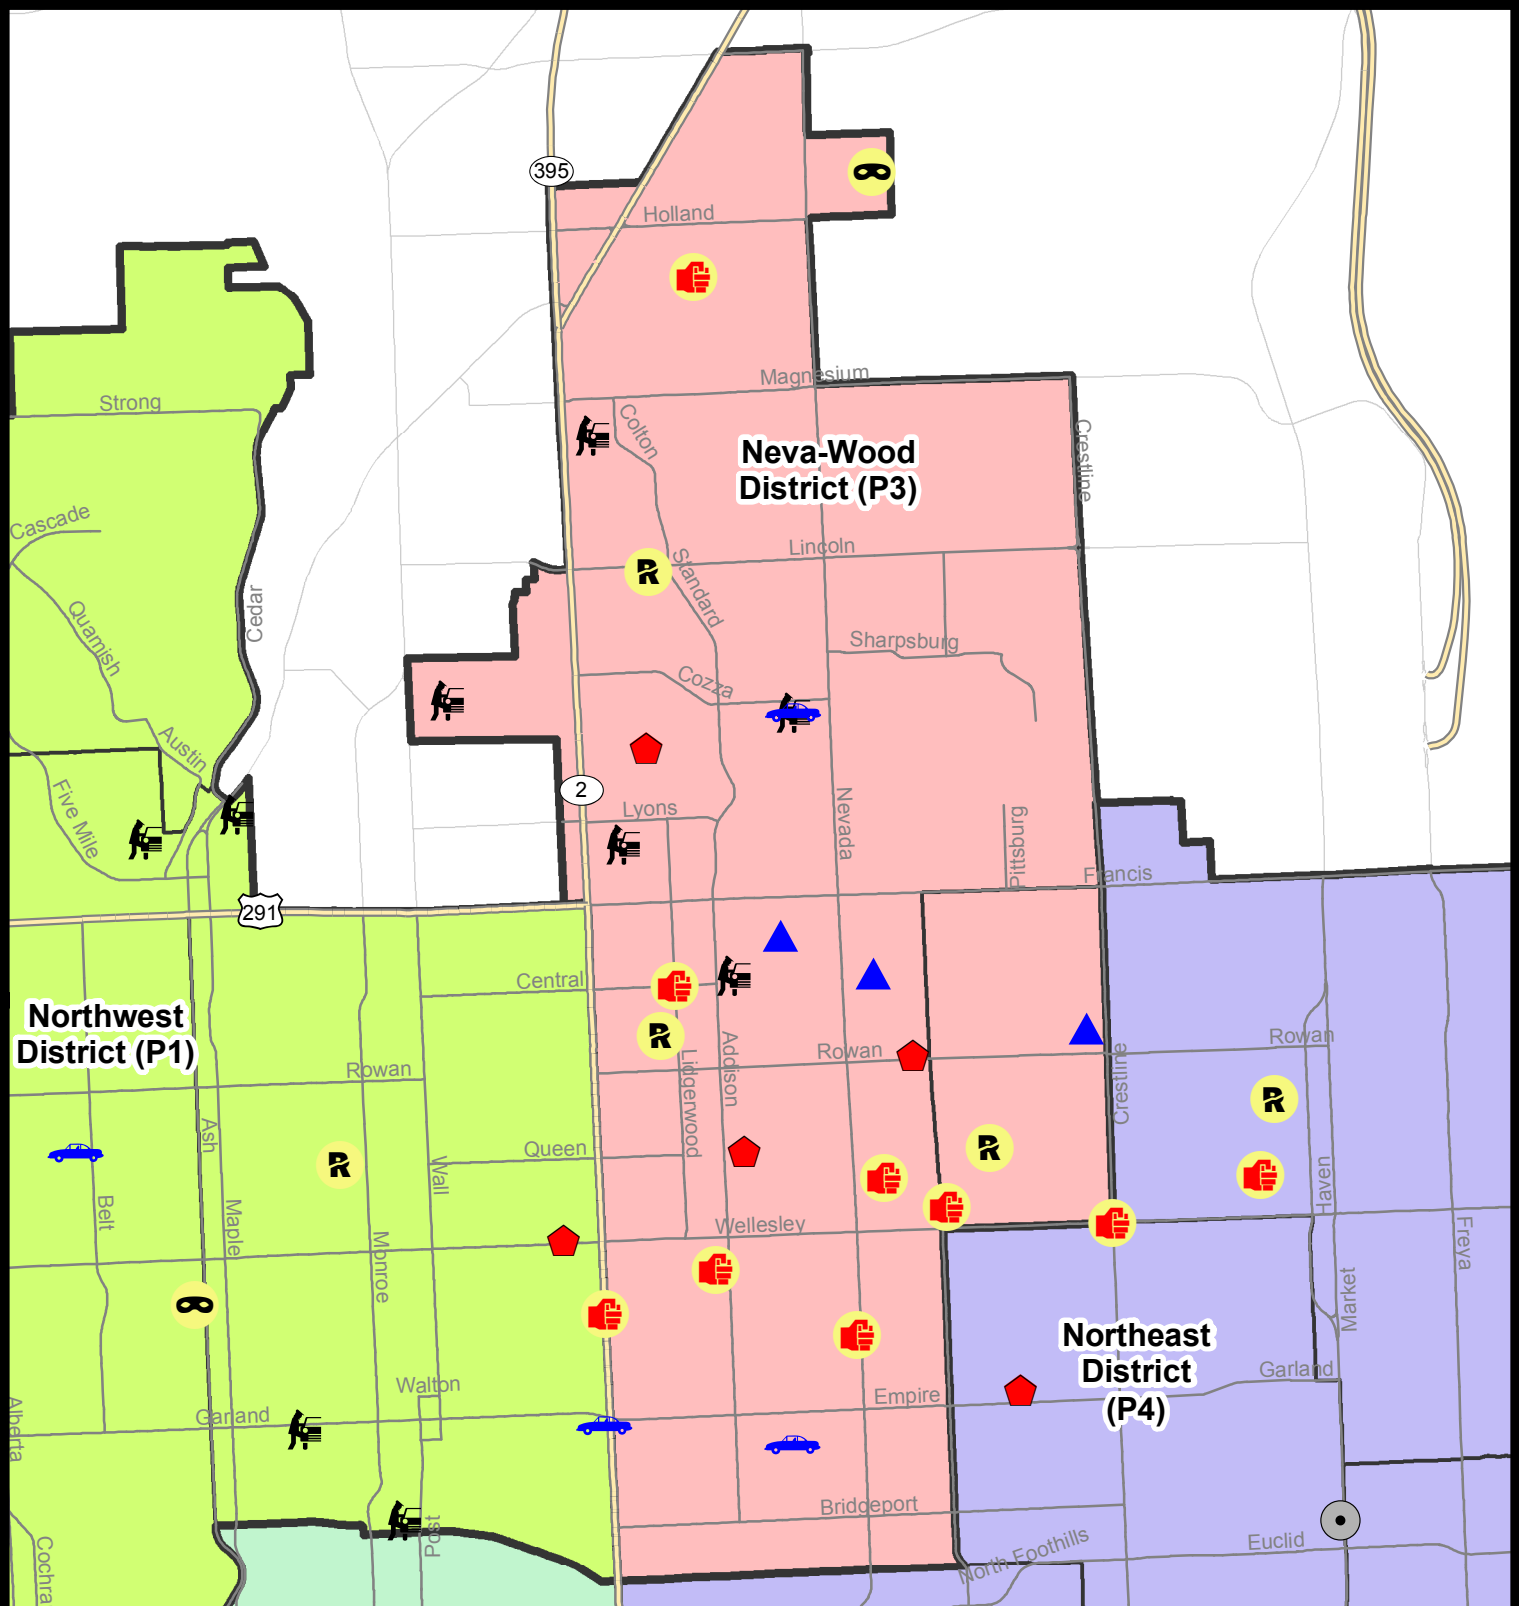 395
Holland
Magnesium
Strong
Colton
Crestline
Neva-Wood
District (P3)
Cascade
Lincoln
Standard
Cedar
Quamish
Sharpsburg
Cozza
Austin
Five Mile
2
Lyons
Nevada
Pittsburg
Francis
291
Central
Northwest
District (P1)
Rowan
Addison
Lidgerwood
Rowan
Crestline
Rowan
R
R
R
R
R
Ash
Queen
Wall
Belt
Maple
Monroe
Wellesley
Haven
Freya
Market
Northeast
District
(P4)
Walton
Garland
Empire
Garland
Alberta
Bridgeport
Post
North Foothills
Euclid
Cochra